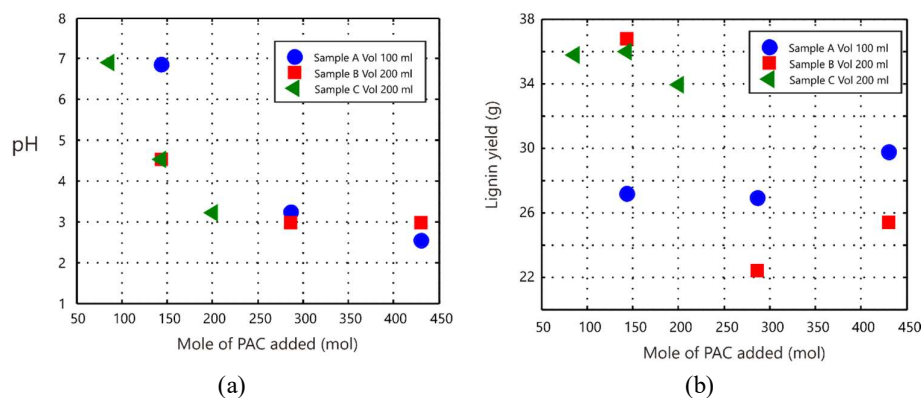 8
7
6
5
4
3
2
1
pH
50 100 150 200 250 300 350 400 450
Mole of PAC added (mol)
Sample A Vol 100 ml
Sample B Vol 200 ml
Sample C Vol 200 ml
(a)
38
34
30
26
22
Lignin yield (g)
50 100 150 200 250 300 350 400 450
Mole of PAC added (mol)
Sample A Vol 100 ml
Sample B Vol 200 ml
Sample C Vol 200 ml
(b)